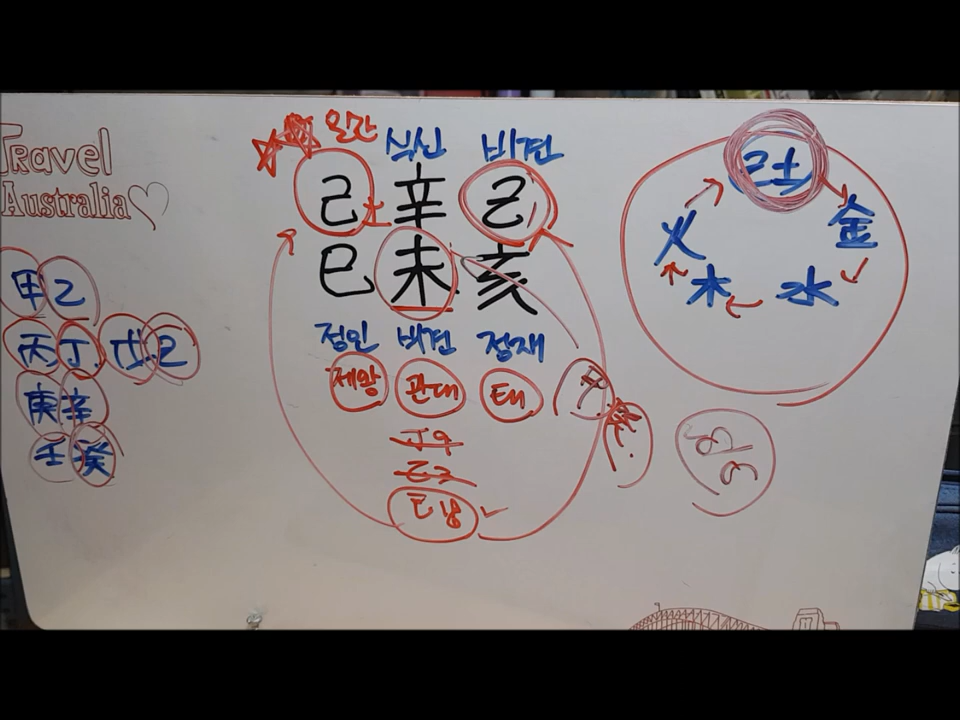 Travel
Australia
일간 식신 비견
己土 辛 己
巳 未 亥
정인 비견 정재
제왕 관대 태
甲乙
丙丁 戊己
庚辛
壬癸
己土
火 金
木 水